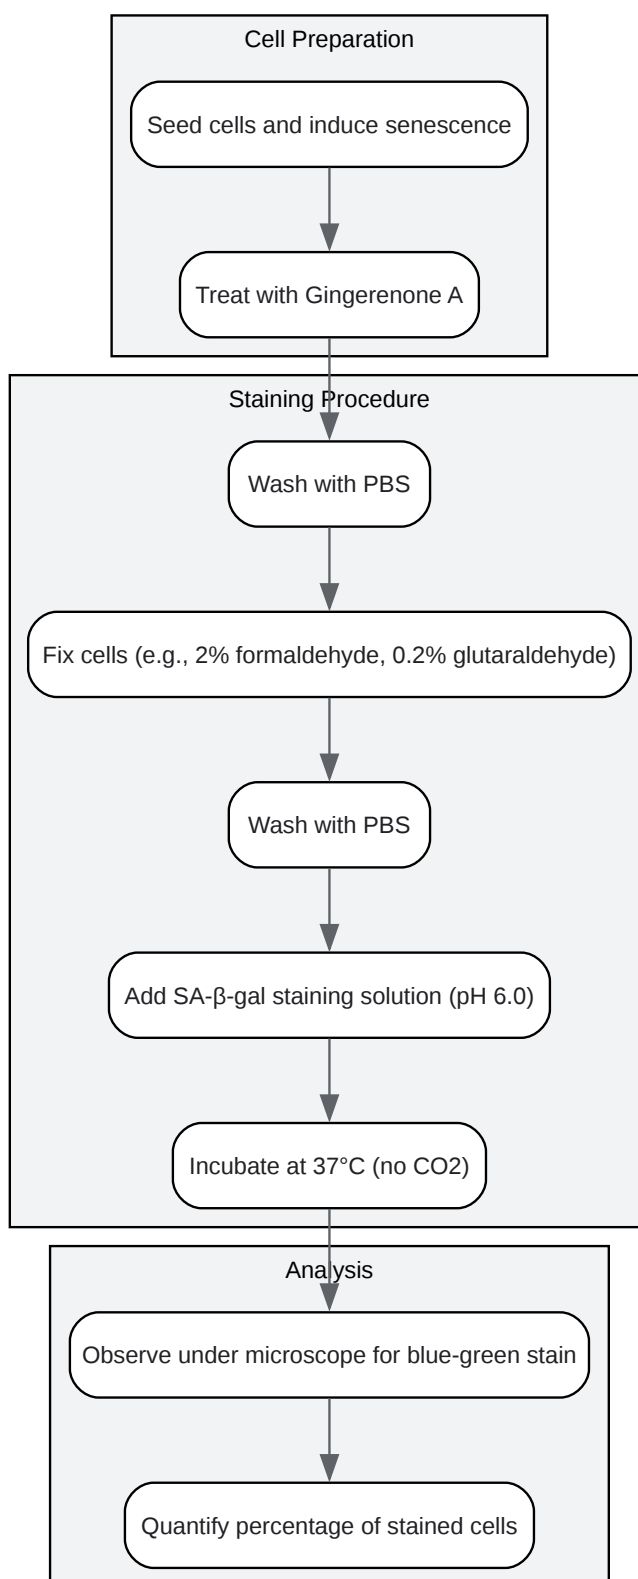 Cell Preparation
Seed cells and induce senescence
Treat with Gingerenone A
Staining Procedure
Wash with PBS
Fix cells (e.g., 2% formaldehyde, 0.2% glutaraldehyde)
Wash with PBS
Add SA-β-gal staining solution (pH 6.0)
Incubate at 37°C (no CO2)
Analysis
Observe under microscope for blue-green stain
Quantify percentage of stained cells